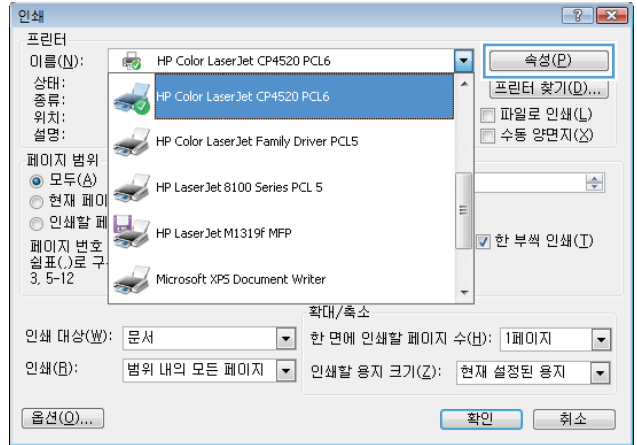 인쇄
프린터
이름(N): HP Color LaserJet CP4520 PCL6 속성(P)
상태: HP Color LaserJet CP4520 PCL6 프린터 찾기(D)...
종류:
위치: 파일로 인쇄(L)
설명: HP Color LaserJet Family Driver PCL5 수동 양면지(X)
페이지 범위
모두(A) HP LaserJet 8100 Series PCL 5
현재 페이
인쇄할 페 HP LaserJet M1319f MFP
페이지 번호 한 부씩 인쇄(T)
쉼표(,)로 구
3, 5-12 Microsoft XPS Document Writer
확대/축소
인쇄 대상(W): 문서 한 면에 인쇄할 페이지 수(H): 1페이지
인쇄(R): 범위 내의 모든 페이지 인쇄할 용지 크기(Z): 현재 설정된 용지
옵션(O)... 확인 취소